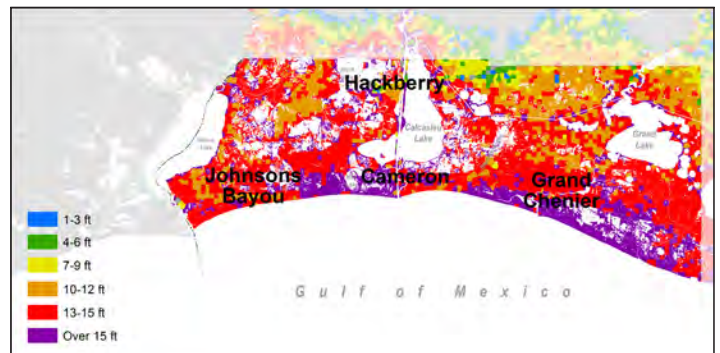 Hackberry
Calcasieu
Lake
Grand
Lake
Johnsons
Bayou
Cameron
Grand
Chenier
1-3 ft
4-6 ft
7-9 ft
10-12 ft
13-15 ft
Over 15 ft
Gulf of Mexico